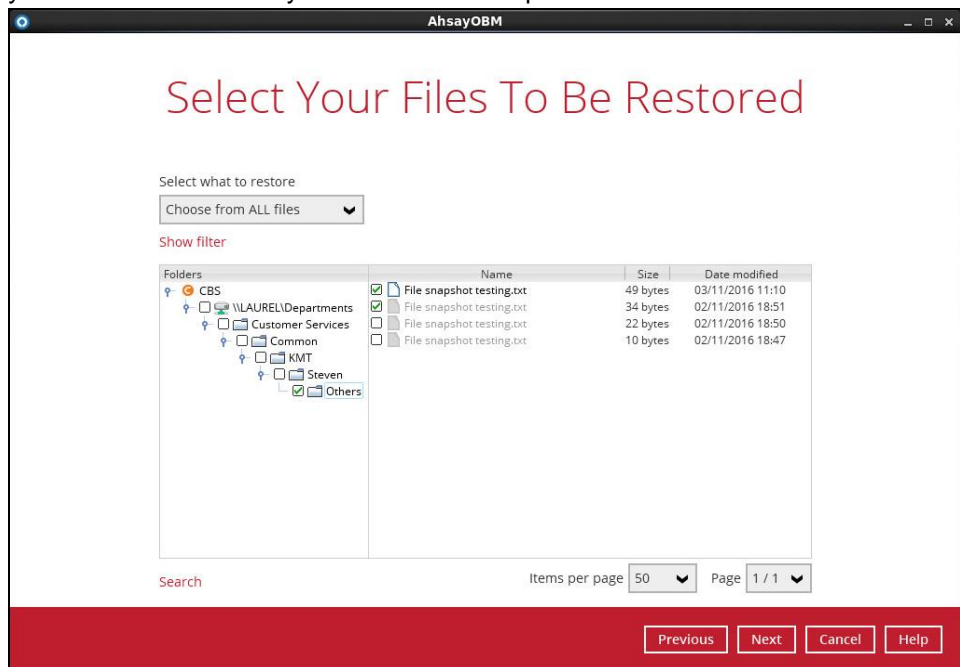 AhsayOBM
Select Your Files To Be Restored
Select what to restore
Choose from ALL files
Show filter
Folders Name Size Date modified
CBS File snapshot testing.txt 49 bytes 03/11/2016 11:10
\\LAUREL\Departments File snapshot testing.txt 34 bytes 02/11/2016 18:51
Customer Services File snapshot testing.txt 22 bytes 02/11/2016 18:50
Common File snapshot testing.txt 10 bytes 02/11/2016 18:47
KMT
Steven
Others
Search Items per page 50 Page 1 / 1
Previous Next Cancel Help